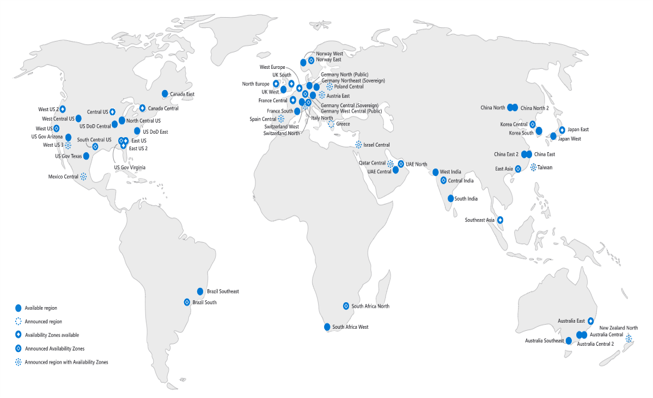 Norway West
Norway East
West Europe
UK South
Germany North (Public)
Germany Northeast (Sovereign)
North Europe
Poland Central
UK West
Austria East
France Central
Germany Central (Sovereign)
Germany West Central (Public)
France South
Italy North
Spain Central
Greece
Switzerland West
Switzerland North
Canada East
Canada Central
West US 2
Central US
West Central US
North Central US
US DoD Central
West US
US DoD East
US Gov Arizona
South Central US
East US
West US 3
East US 2
US Gov Texas
US Gov Virginia
Mexico Central
Israel Central
Qatar Central
UAE North
UAE Central
West India
Central India
South India
China North
China North 2
Korea Central
Japan East
Korea South
Japan West
China East 2
China East
East Asia
Taiwan
Southeast Asia
Brazil Southeast
Brazil South
South Africa North
South Africa West
Australia East
New Zealand North
Australia Central
Australia Southeast
Australia Central 2
Available region
Announced region
Availability Zones available
Announced Availability Zones
Announced region with Availability Zones